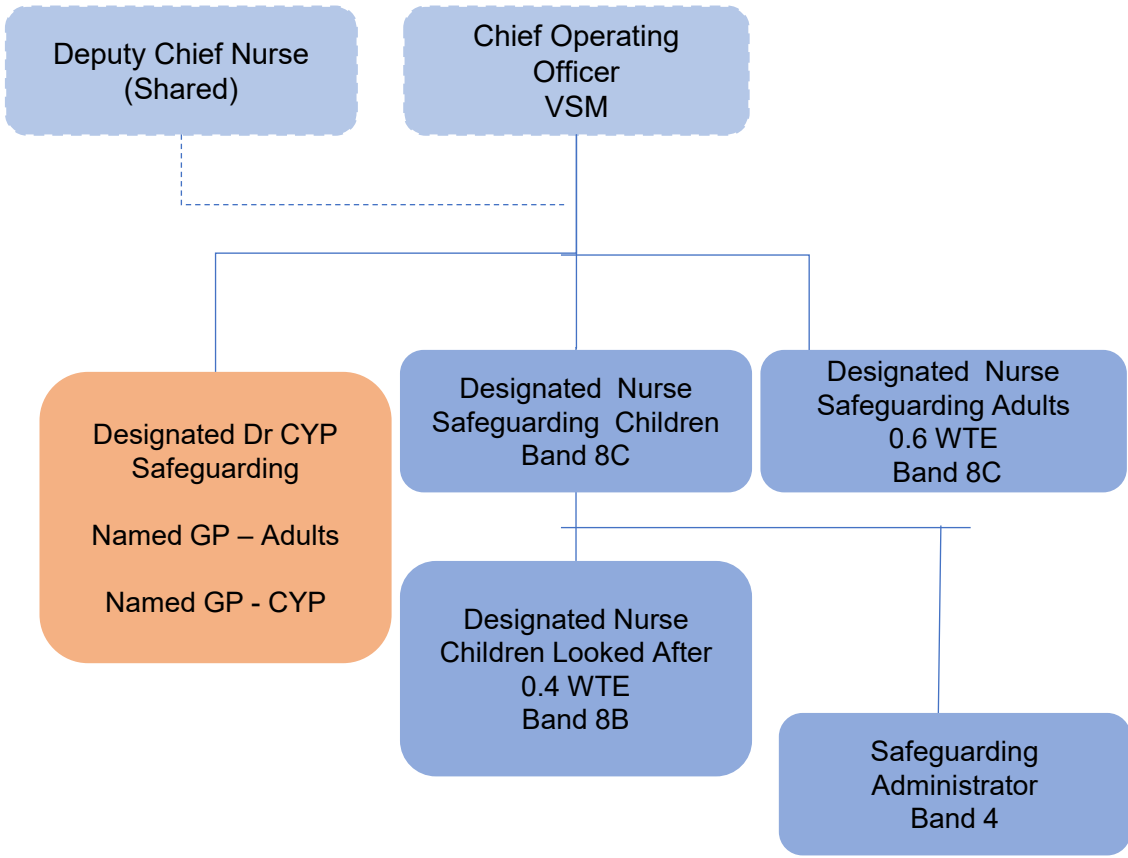 Deputy Chief Nurse
(Shared)
Chief Operating
Officer
VSM
Designated Dr CYP
Safeguarding
Named GP – Adults
Named GP - CYP
Designated Nurse
Safeguarding Children
Band 8C
Designated Nurse
Safeguarding Adults
0.6 WTE
Band 8C
Designated Nurse
Children Looked After
0.4 WTE
Band 8B
Safeguarding
Administrator
Band 4